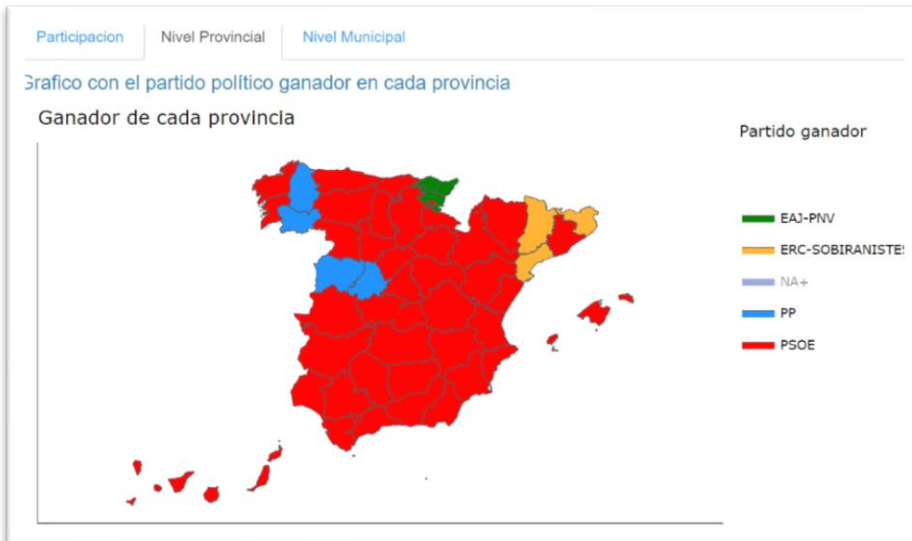 Participacion Nivel Provincial Nivel Municipal
Grafico con el partido político ganador en cada provincia
Ganador de cada provincia
Partido ganador
EAJ-PNV
ERC-SOBIRANISTES
NA+
PP
PSOE